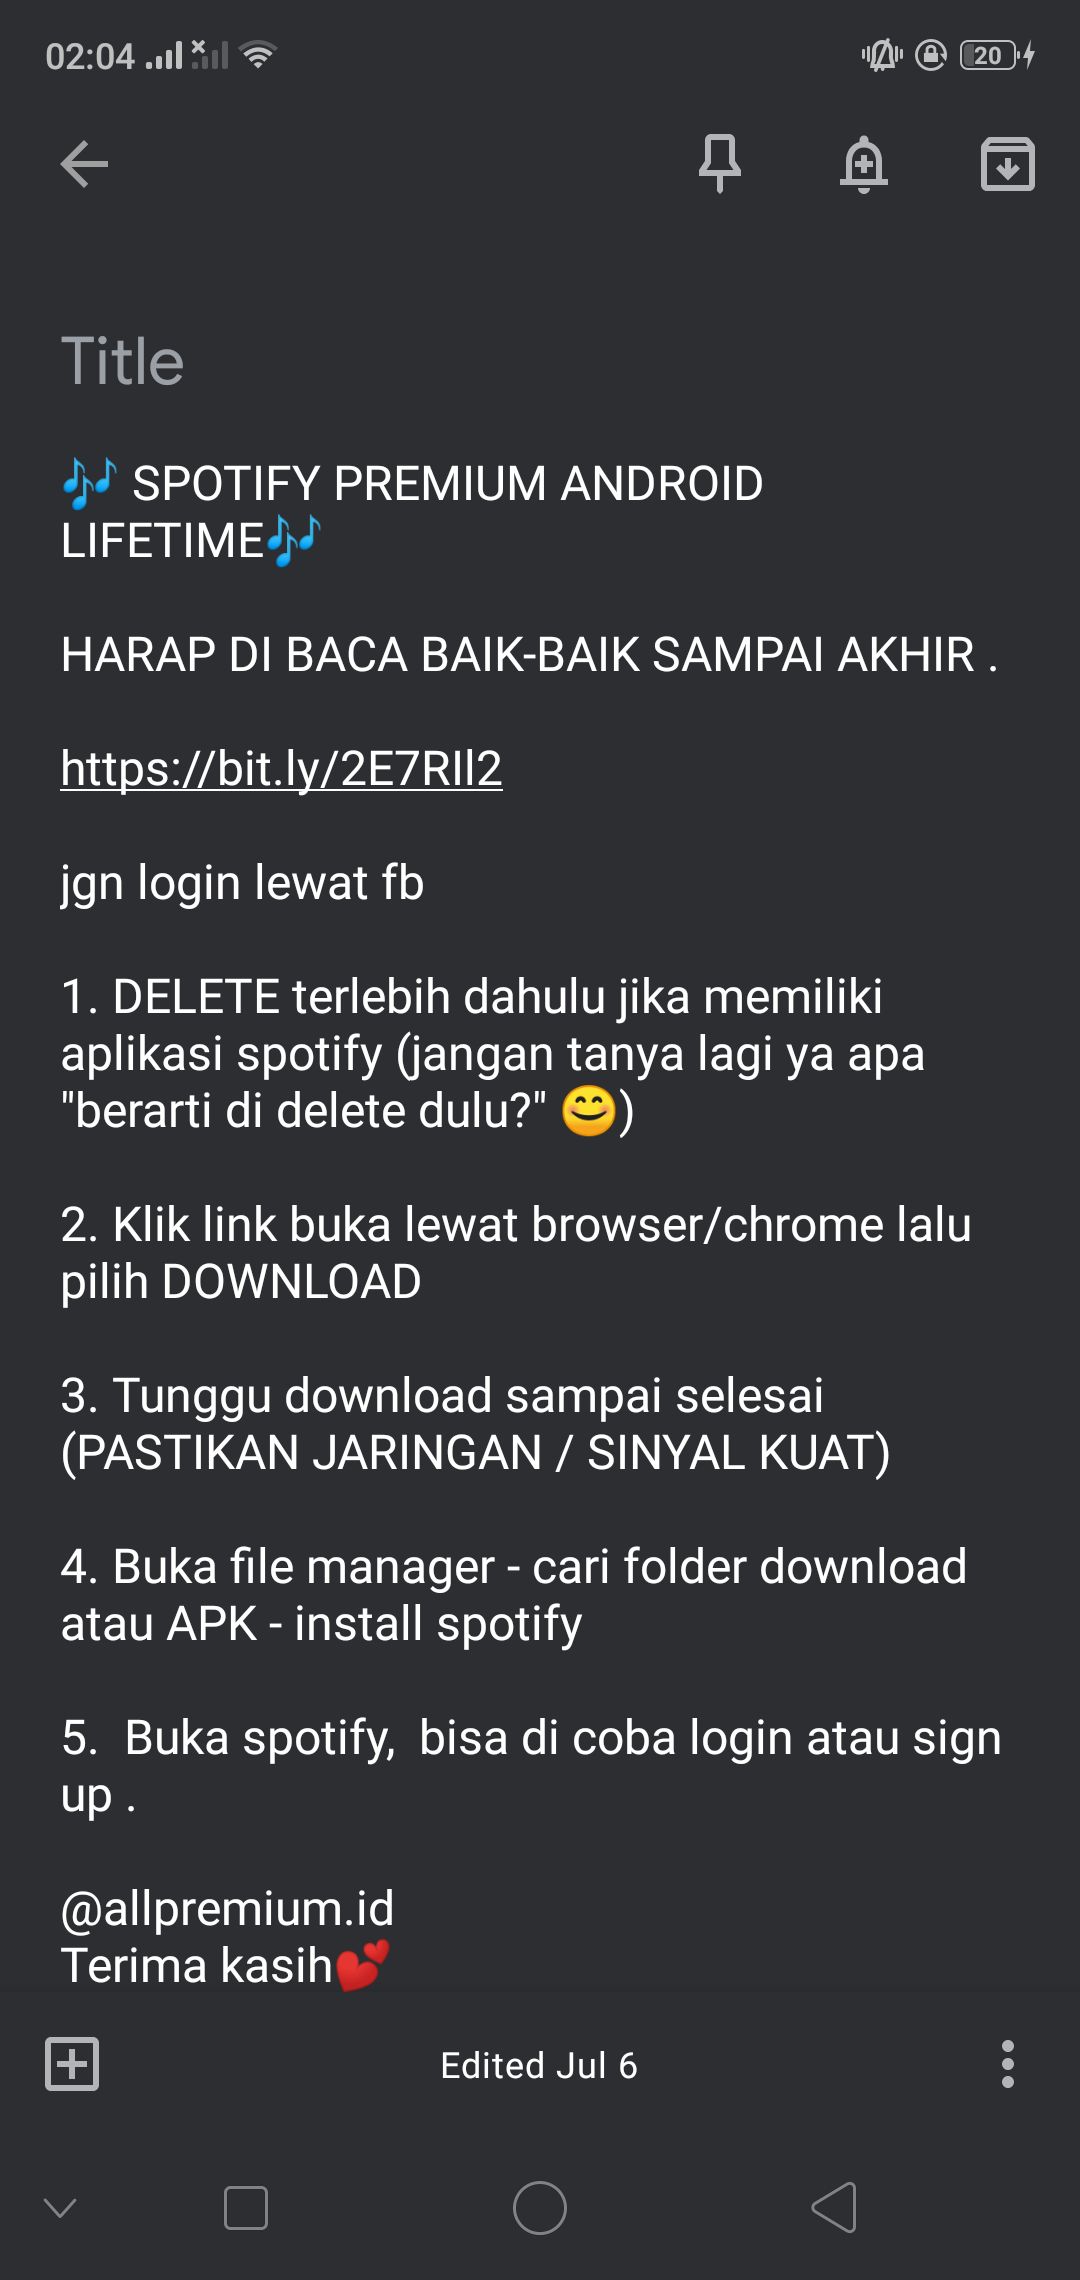 02:04
20
Title
🎶 SPOTIFY PREMIUM ANDROID
LIFETIME🎶
HARAP DI BACA BAIK-BAIK SAMPAI AKHIR .
https://bit.ly/2E7RIl2
jgn login lewat fb
1. DELETE terlebih dahulu jika memiliki
aplikasi spotify (jangan tanya lagi ya apa
"berarti di delete dulu?" 😊)
2. Klik link buka lewat browser/chrome lalu
pilih DOWNLOAD
3. Tunggu download sampai selesai
(PASTIKAN JARINGAN / SINYAL KUAT)
4. Buka file manager - cari folder download
atau APK - install spotify
5.  Buka spotify,  bisa di coba login atau sign
up .
@allpremium.id
Terima kasih💕
Edited Jul 6